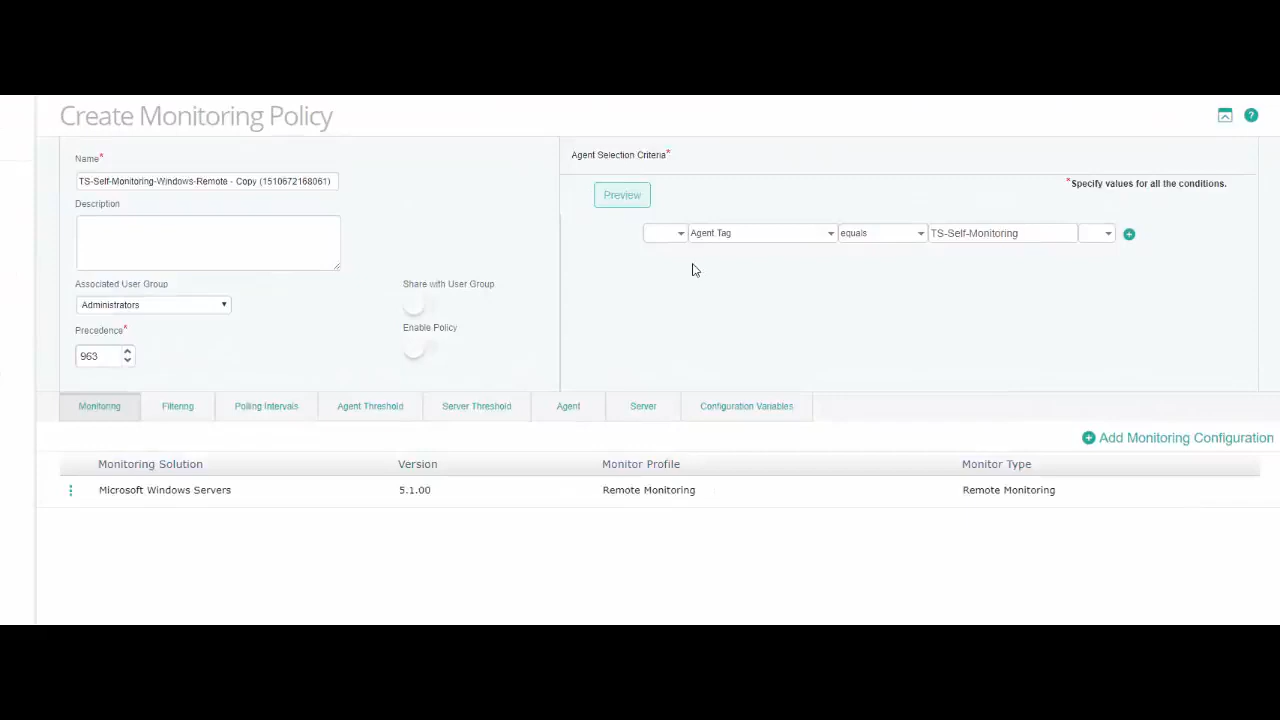 Create Monitoring Policy
?
Name*
TS-Self-Monitoring-Windows-Remote - Copy (1510672168061)
Description
Associated User Group
Administrators
Precedence*
963
Share with User Group
Enable Policy
Agent Selection Criteria*
*Specify values for all the conditions.
Preview
Agent Tag equals TS-Self-Monitoring
Monitoring Filtering Polling Intervals Agent Threshold Server Threshold Agent Server Configuration Variables
Add Monitoring Configuration
Monitoring Solution Version Monitor Profile Monitor Type
Microsoft Windows Servers 5.1.00 Remote Monitoring Remote Monitoring